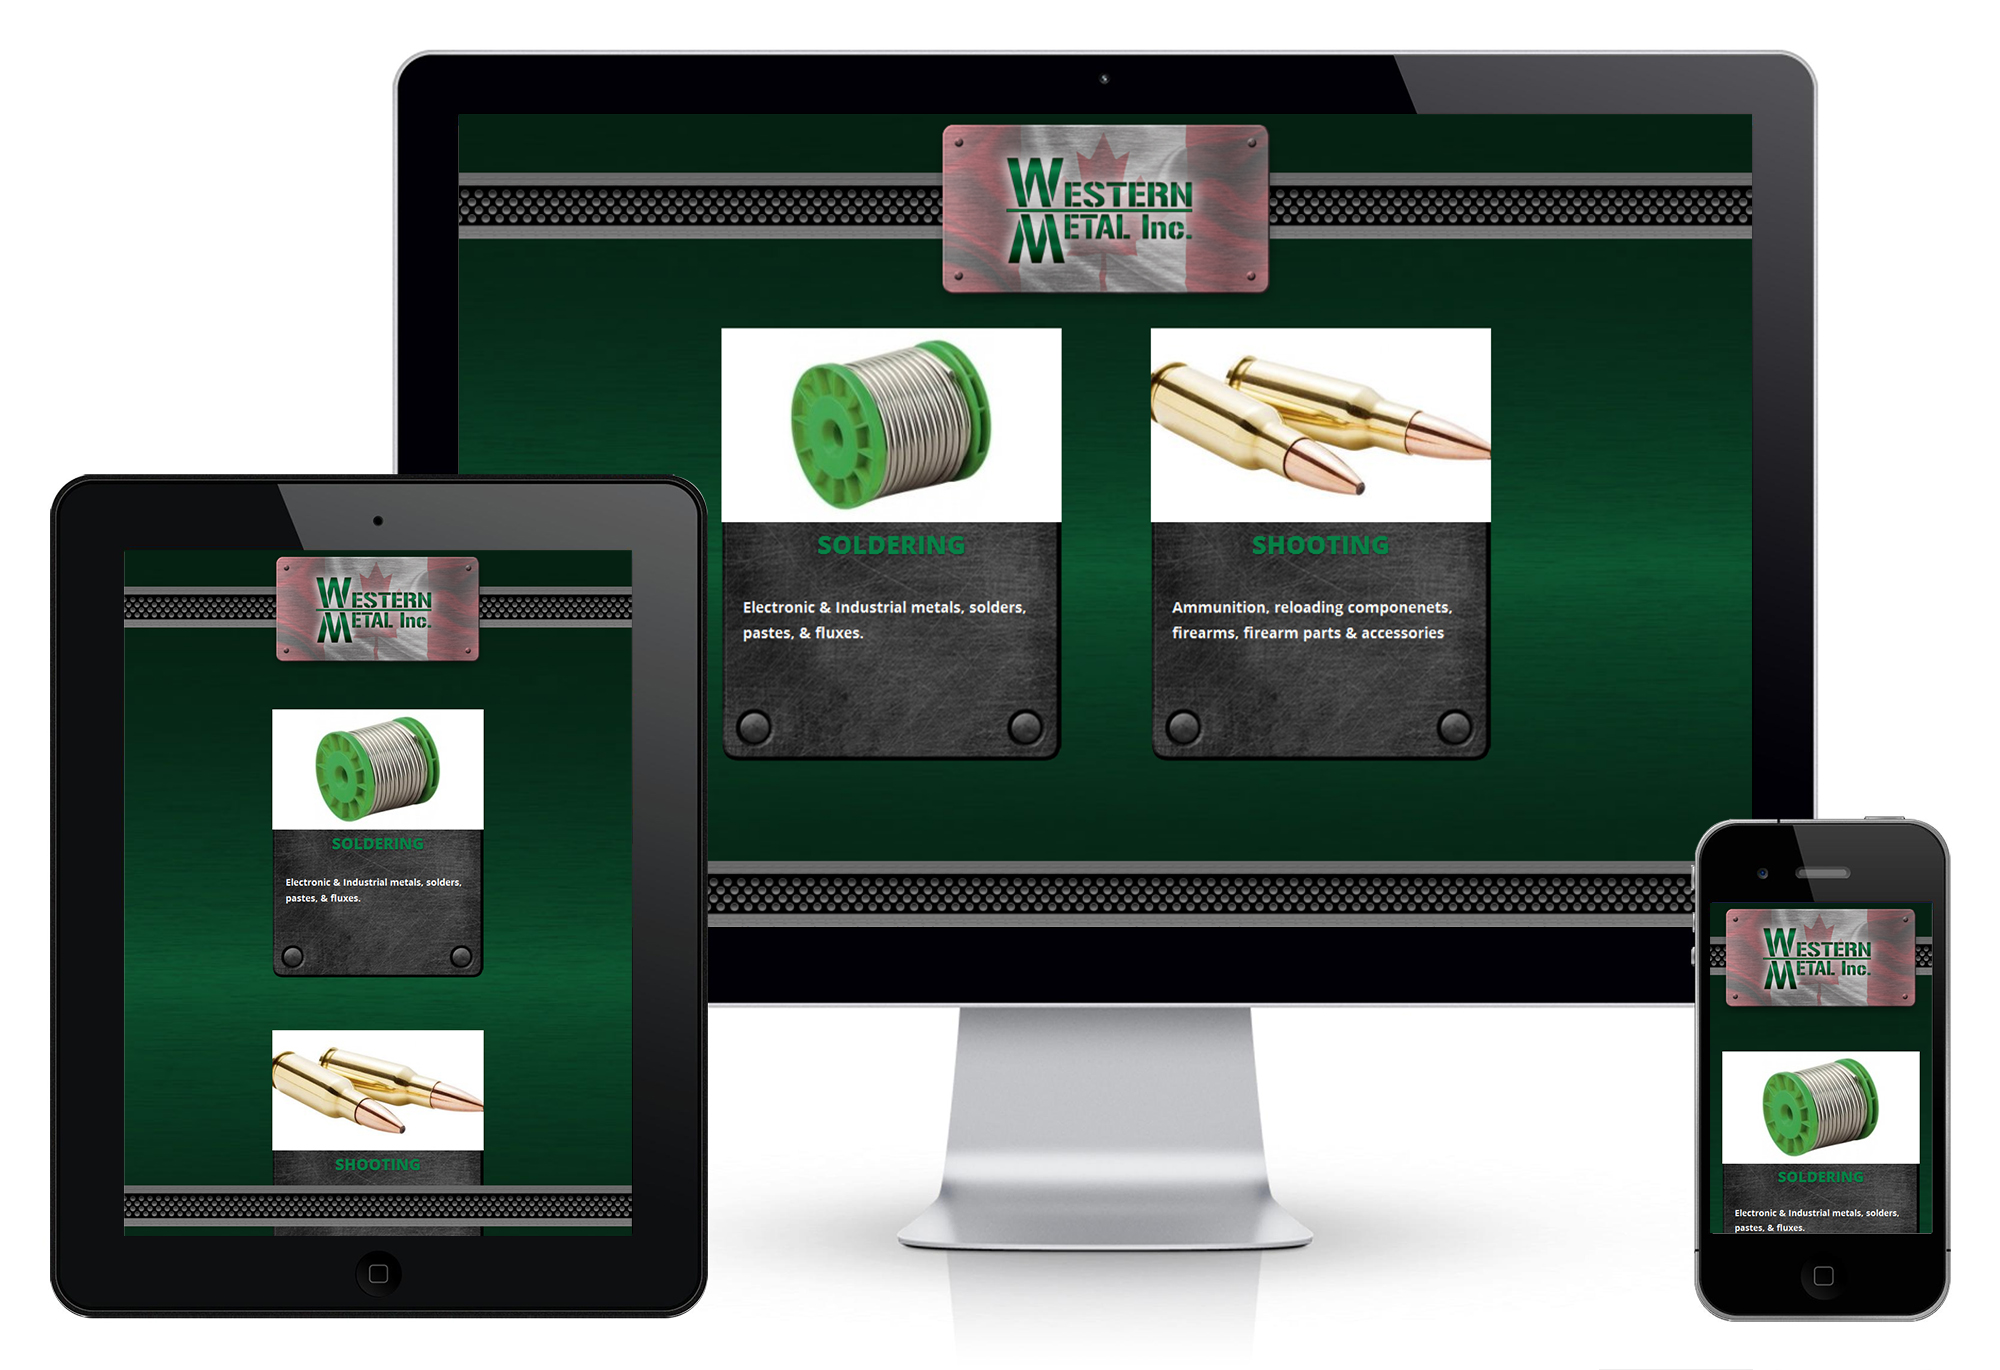 WESTERN
METAL Inc.
SOLDERING
Electronic & Industrial metals, solders,
pastes, & fluxes.
SHOOTING
Ammunition, reloading componenets,
firearms, firearm parts & accessories
WESTERN
METAL Inc.
SOLDERING
Electronic & Industrial metals, solders,
pastes, & fluxes.
SHOOTING
WESTERN
METAL Inc.
SOLDERING
Electronic & Industrial metals, solders,
pastes, & fluxes.